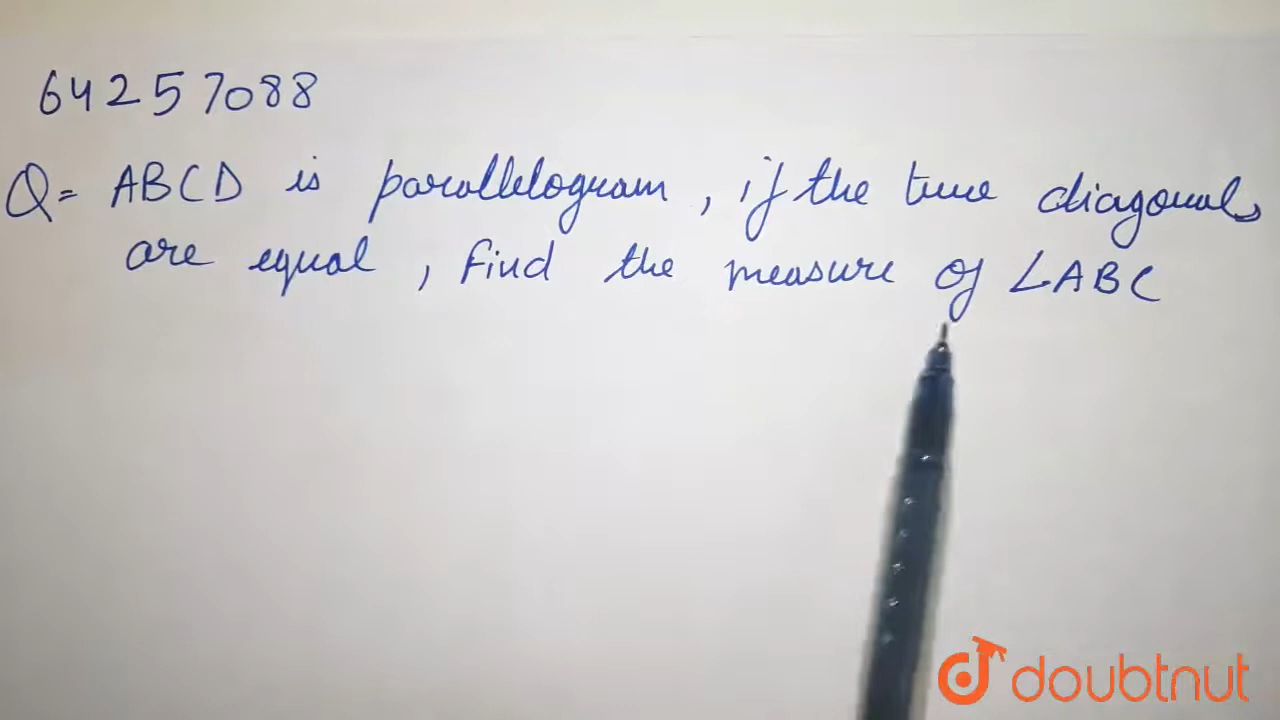 64257088
Q= ABCD is parallelogram, if the two diagonals
are equal, find the measure of ∠ABC
doubtnut